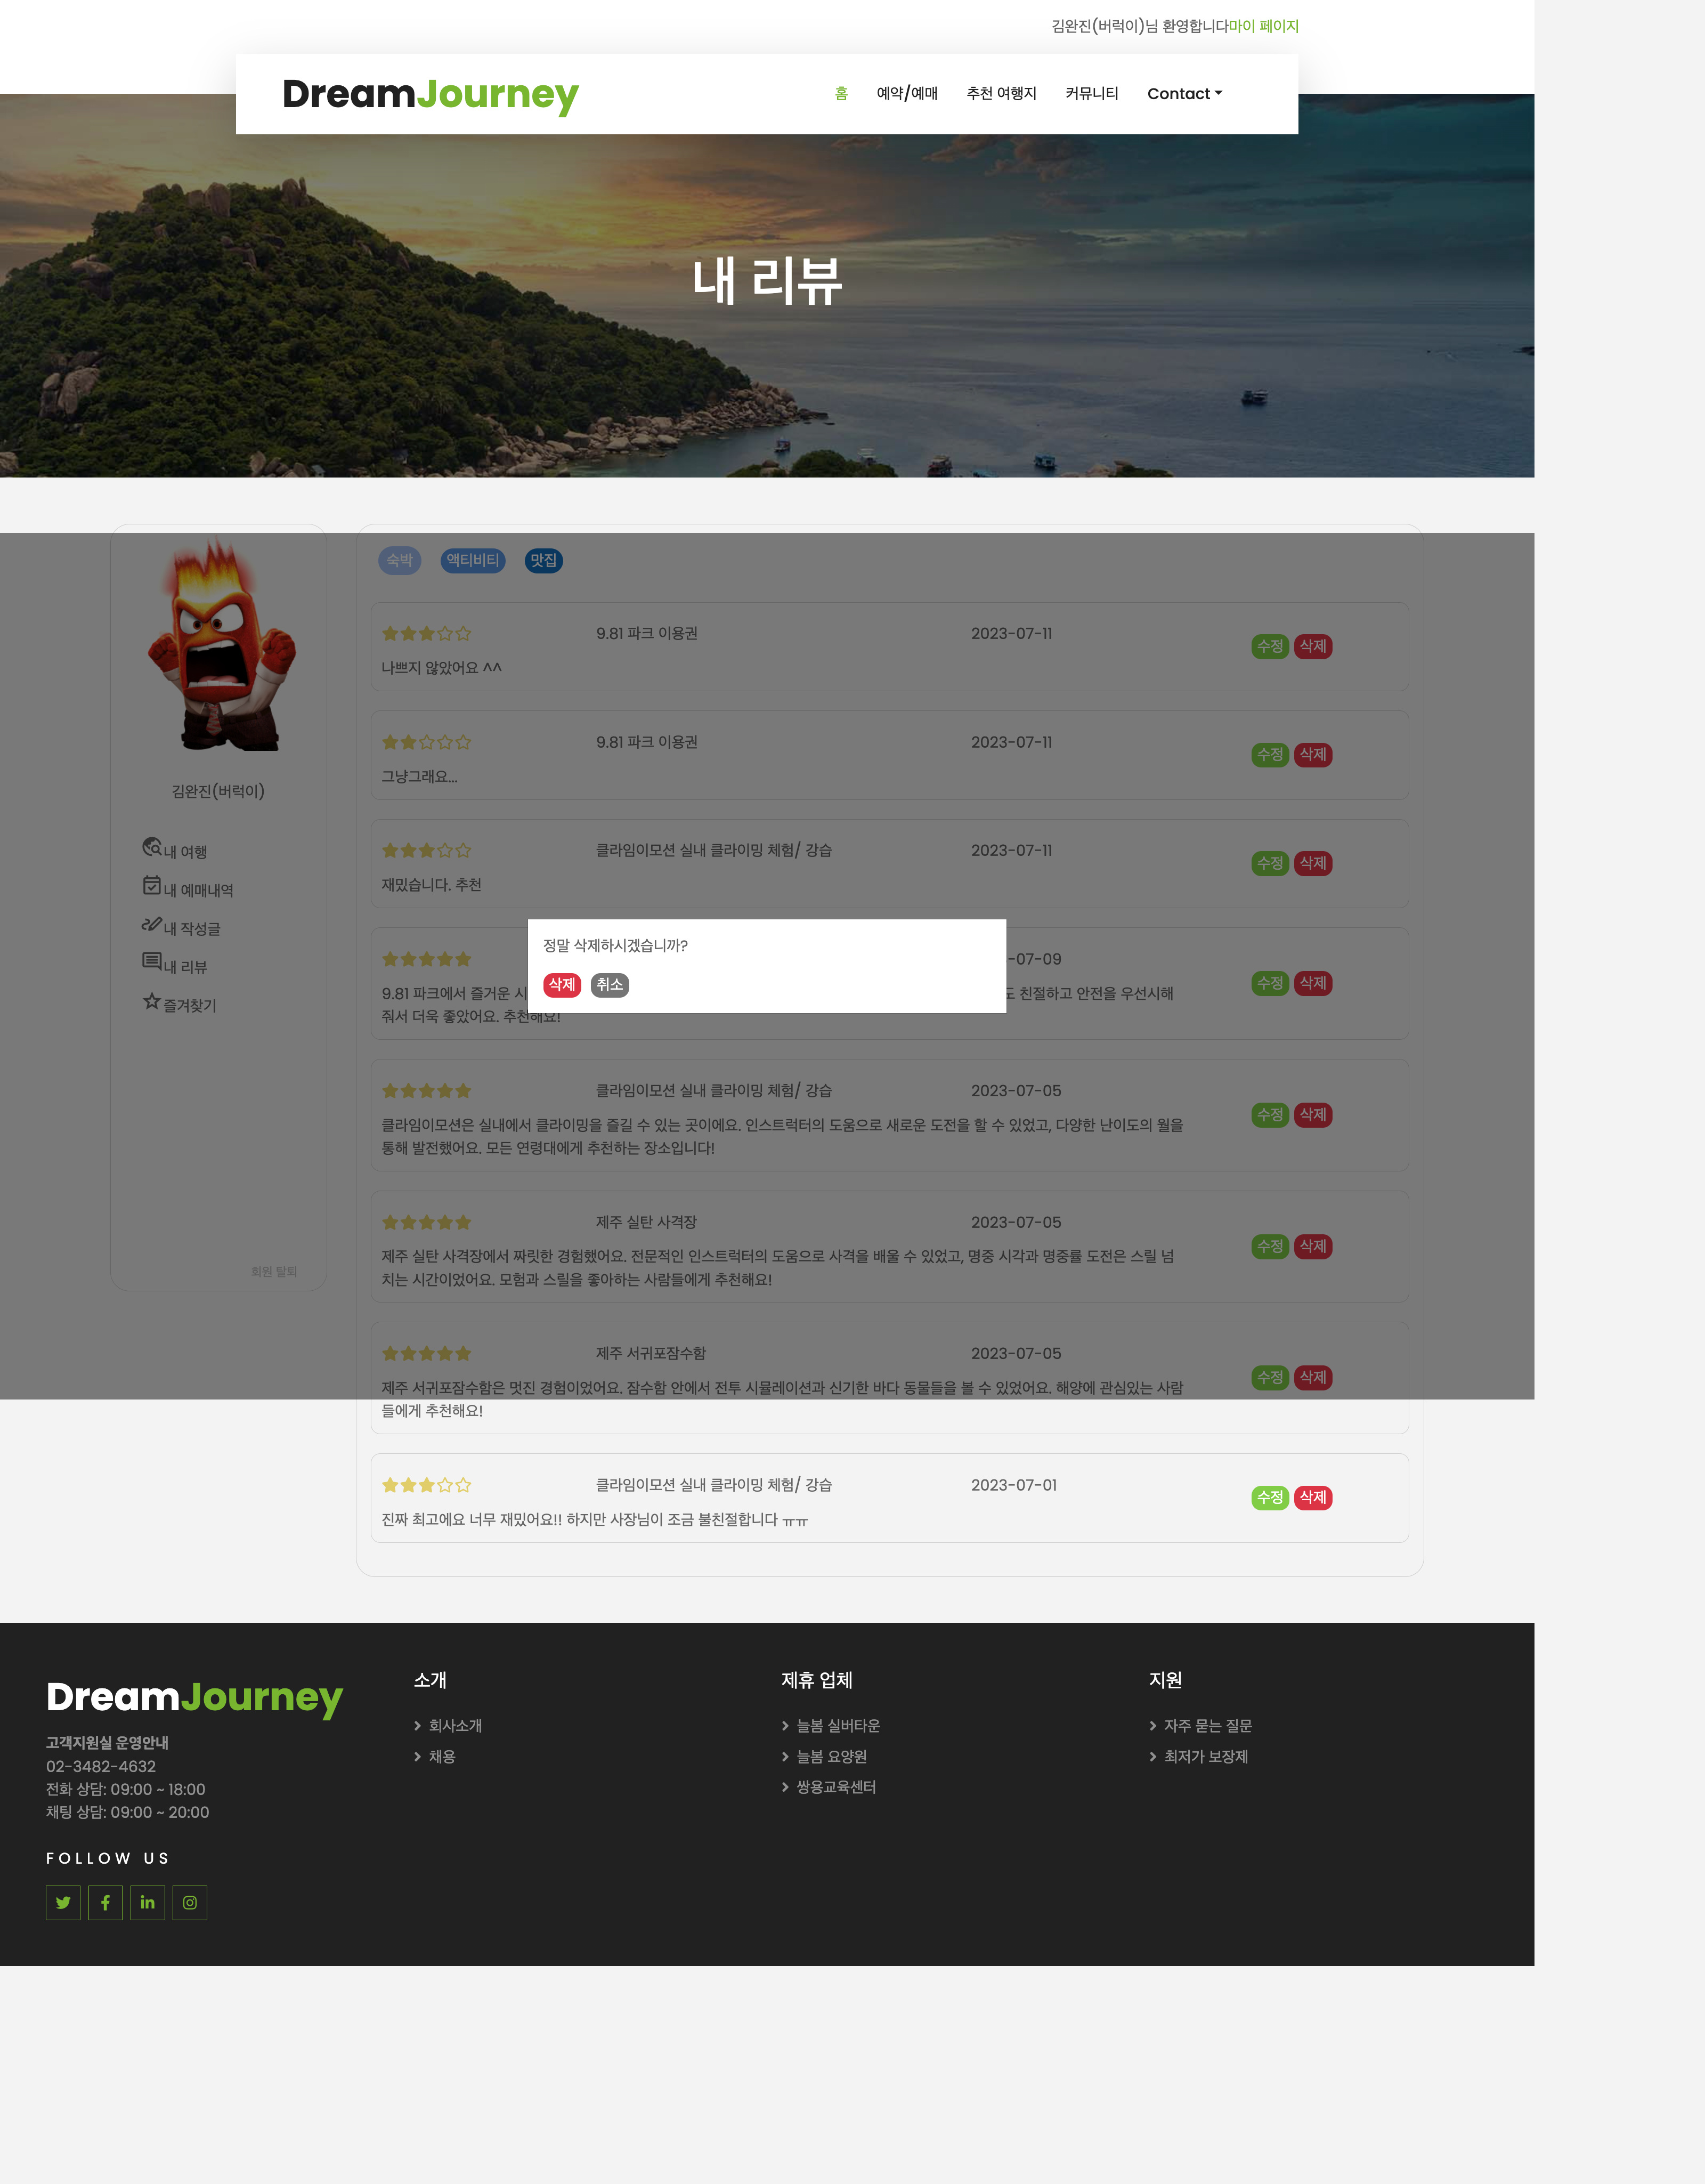 김완진(버럭이)님 환영합니다마이 페이지
DreamJourney
홈 예약/예매 추천 여행지 커뮤니티 Contact
내 리뷰
김완진(버럭이)
내 여행
내 예매내역
내 작성글
내 리뷰
즐겨찾기
회원 탈퇴
숙박 액티비티 맛집
9.81 파크 이용권 2023-07-11
나쁘지 않았어요 ^^
수정 삭제
9.81 파크 이용권 2023-07-11
그냥그래요...
수정 삭제
클라임이모션 실내 클라이밍 체험/ 강습 2023-07-11
재밌습니다. 추천
수정 삭제
정말 삭제하시겠습니까?
삭제 취소
-07-09
9.81 파크에서 즐거운 시
도 친절하고 안전을 우선시해
줘서 더욱 좋았어요. 추천해요!
수정 삭제
클라임이모션 실내 클라이밍 체험/ 강습 2023-07-05
클라임이모션은 실내에서 클라이밍을 즐길 수 있는 곳이에요. 인스트럭터의 도움으로 새로운 도전을 할 수 있었고, 다양한 난이도의 월을
통해 발전했어요. 모든 연령대에게 추천하는 장소입니다!
수정 삭제
제주 실탄 사격장 2023-07-05
제주 실탄 사격장에서 짜릿한 경험했어요. 전문적인 인스트럭터의 도움으로 사격을 배울 수 있었고, 명중 시각과 명중률 도전은 스릴 넘
치는 시간이었어요. 모험과 스릴을 좋아하는 사람들에게 추천해요!
수정 삭제
제주 서귀포잠수함 2023-07-05
제주 서귀포잠수함은 멋진 경험이었어요. 잠수함 안에서 전투 시뮬레이션과 신기한 바다 동물들을 볼 수 있었어요. 해양에 관심있는 사람
들에게 추천해요!
수정 삭제
클라임이모션 실내 클라이밍 체험/ 강습 2023-07-01
진짜 최고에요 너무 재밌어요!! 하지만 사장님이 조금 불친절합니다 ㅠㅠ
수정 삭제
DreamJourney
고객지원실 운영안내
02-3482-4632
전화 상담: 09:00 ~ 18:00
채팅 상담: 09:00 ~ 20:00
FOLLOW US
소개
회사소개
채용
제휴 업체
늘봄 실버타운
늘봄 요양원
쌍용교육센터
지원
자주 묻는 질문
최저가 보장제